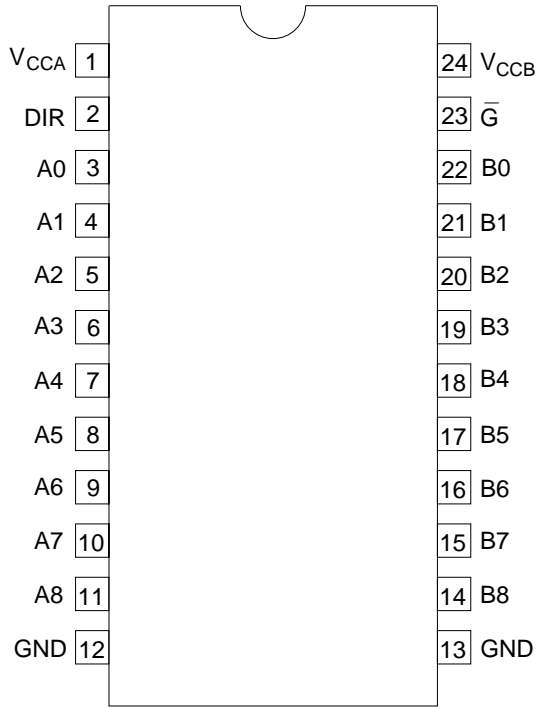 V_CCA 1 24 V_CCB
DIR 2 23 G̅
A0 3 22 B0
A1 4 21 B1
A2 5 20 B2
A3 6 19 B3
A4 7 18 B4
A5 8 17 B5
A6 9 16 B6
A7 10 15 B7
A8 11 14 B8
GND 12 13 GND